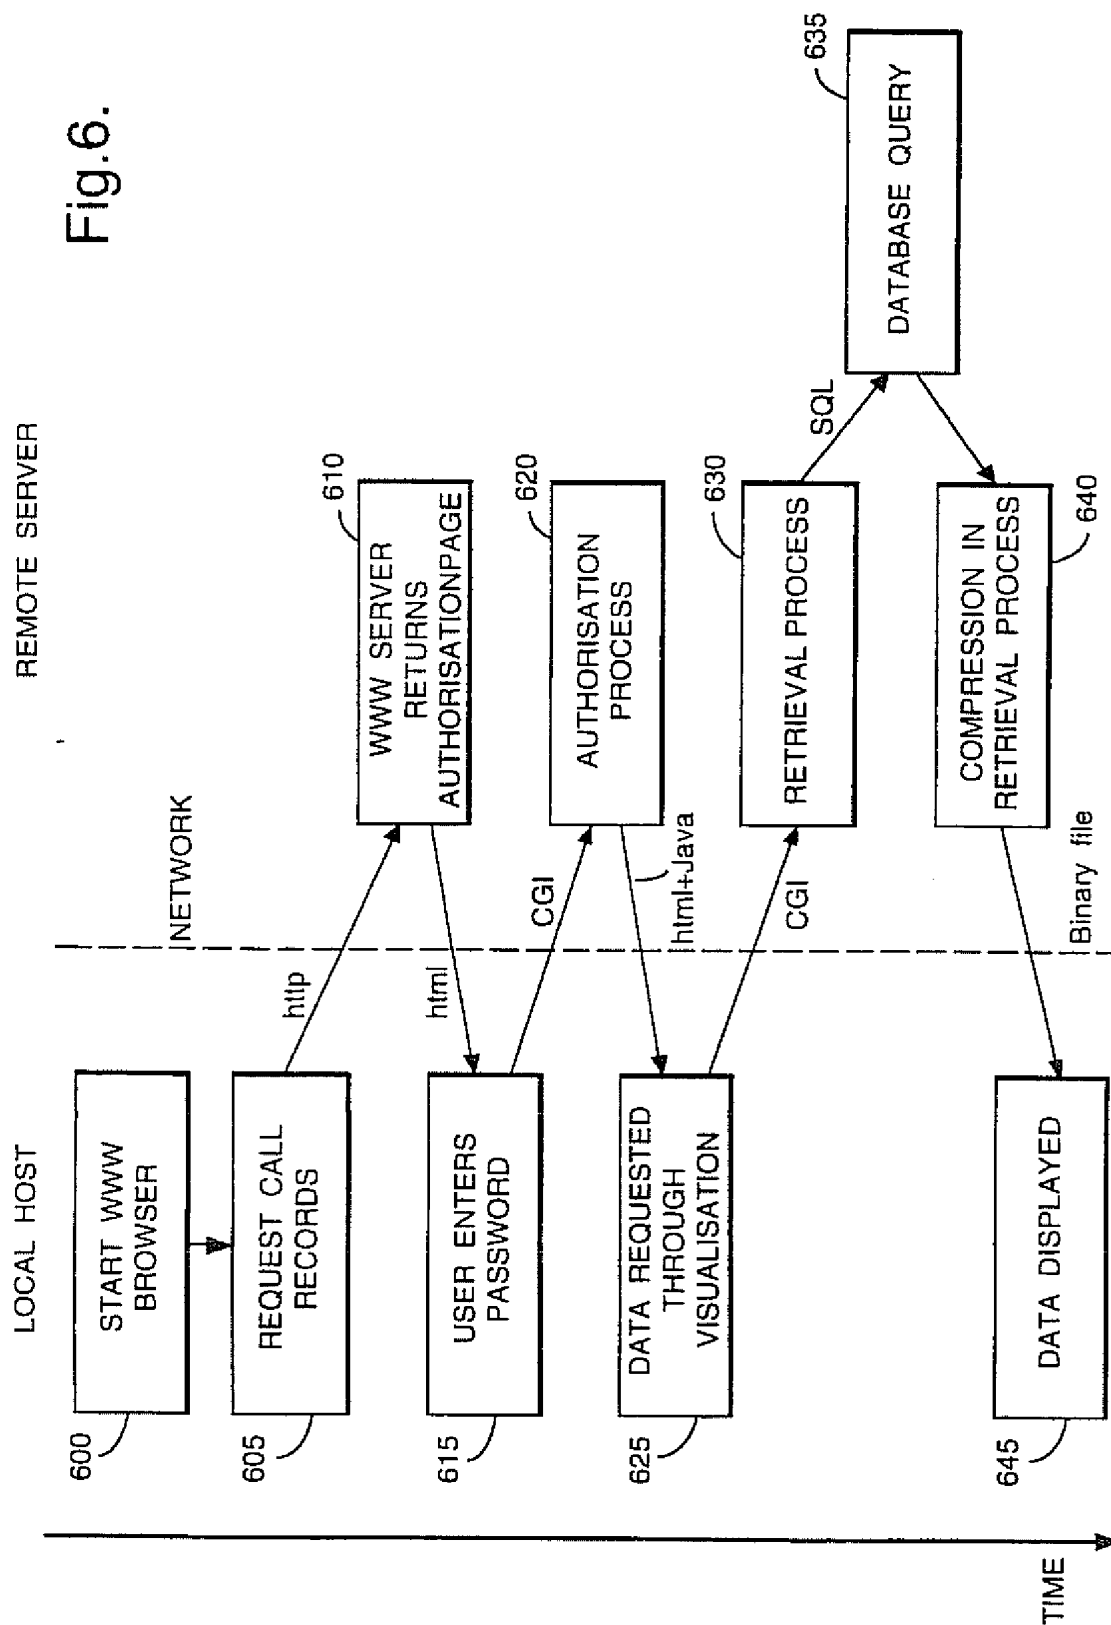 Fig.6.
LOCAL HOST
REMOTE SERVER
NETWORK
600
START WWW
BROWSER
605
REQUEST CALL
RECORDS
http
610
WWW SERVER
RETURNS
AUTHORISATIONPAGE
html
615
USER ENTERS
PASSWORD
CGI
620
AUTHORISATION
PROCESS
html+Java
625
DATA REQUESTED
THROUGH
VISUALISATION
CGI
630
RETRIEVAL PROCESS
SQL
635
DATABASE QUERY
640
COMPRESSION IN
RETRIEVAL PROCESS
Binary file
645
DATA DISPLAYED
TIME